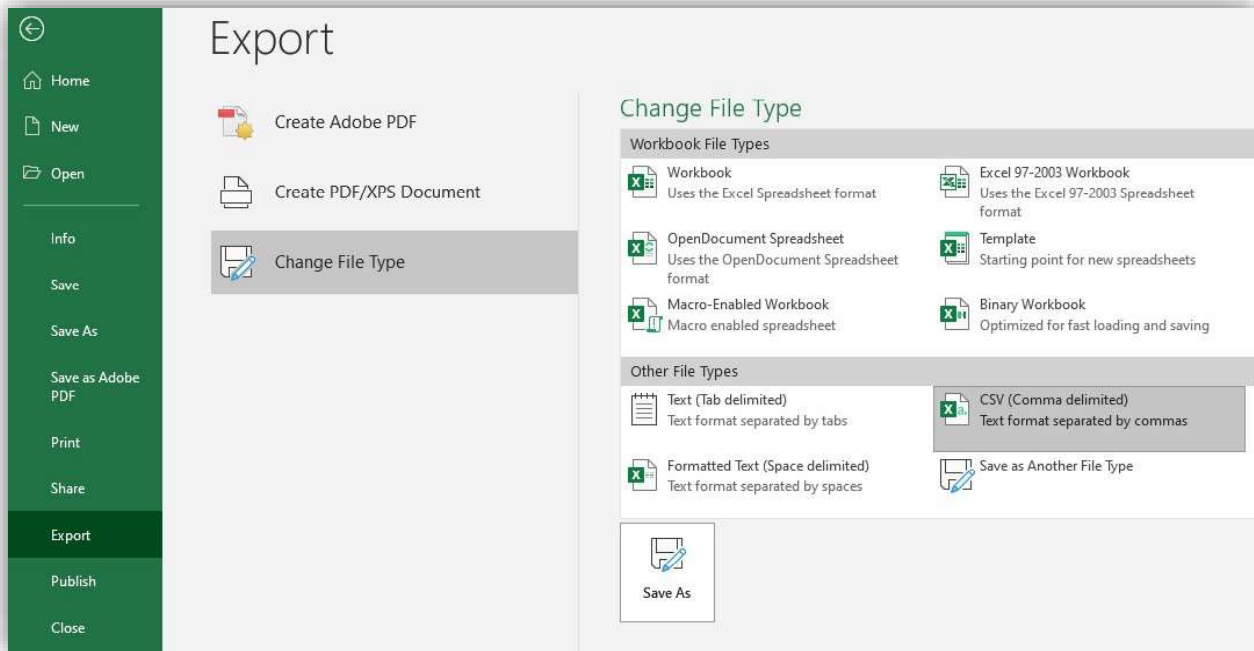 Export
Home
New
Open
Info
Save
Save As
Save as Adobe
PDF
Print
Share
Export
Publish
Close
Create Adobe PDF
Create PDF/XPS Document
Change File Type
Change File Type
Workbook File Types
Workbook
Uses the Excel Spreadsheet format
Excel 97-2003 Workbook
Uses the Excel 97-2003 Spreadsheet
format
OpenDocument Spreadsheet
Uses the OpenDocument Spreadsheet
format
Template
Starting point for new spreadsheets
Macro-Enabled Workbook
Macro enabled spreadsheet
Binary Workbook
Optimized for fast loading and saving
Other File Types
Text (Tab delimited)
Text format separated by tabs
CSV (Comma delimited)
Text format separated by commas
Formatted Text (Space delimited)
Text format separated by spaces
Save as Another File Type
Save As